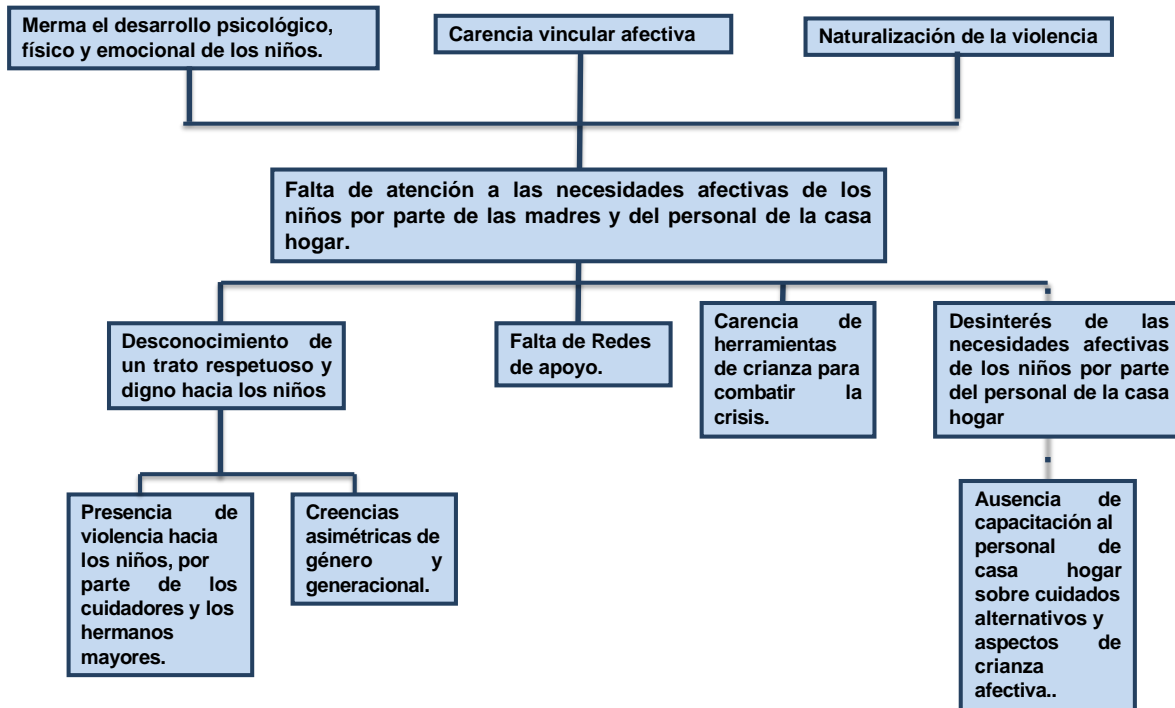 Merma el desarrollo psicológico,
físico y emocional de los niños.
Carencia vincular afectiva
Naturalización de la violencia
Falta de atención a las necesidades afectivas de los
niños por parte de las madres y del personal de la casa
hogar.
Desconocimiento de
un trato respetuoso y
digno hacia los niños
Falta de Redes
de apoyo.
Carencia de
herramientas
de crianza para
combatir la
crisis.
Desinterés de las
necesidades afectivas
de los niños por parte
del personal de la casa
hogar
Presencia de
violencia hacia
los niños, por
parte de los
cuidadores y los
hermanos
mayores.
Creencias
asimétricas de
género y
generacional.
Ausencia de
capacitación al
personal de
casa hogar
sobre cuidados
alternativos y
aspectos de
crianza
afectiva..